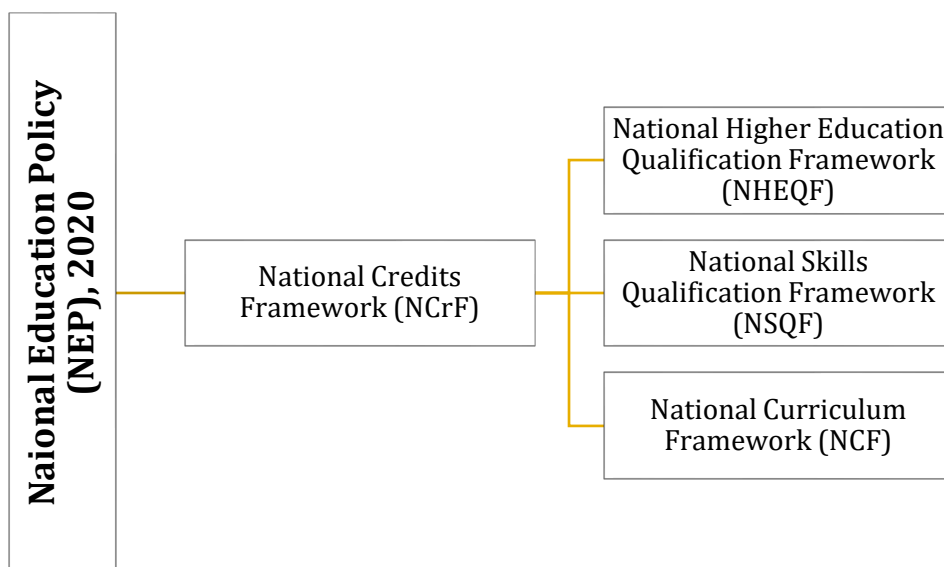 Naional Education Policy
(NEP), 2020
National Credits
Framework (NCrF)
National Higher Education
Qualification Framework
(NHEQF)
National Skills
Qualification Framework
(NSQF)
National Curriculum
Framework (NCF)